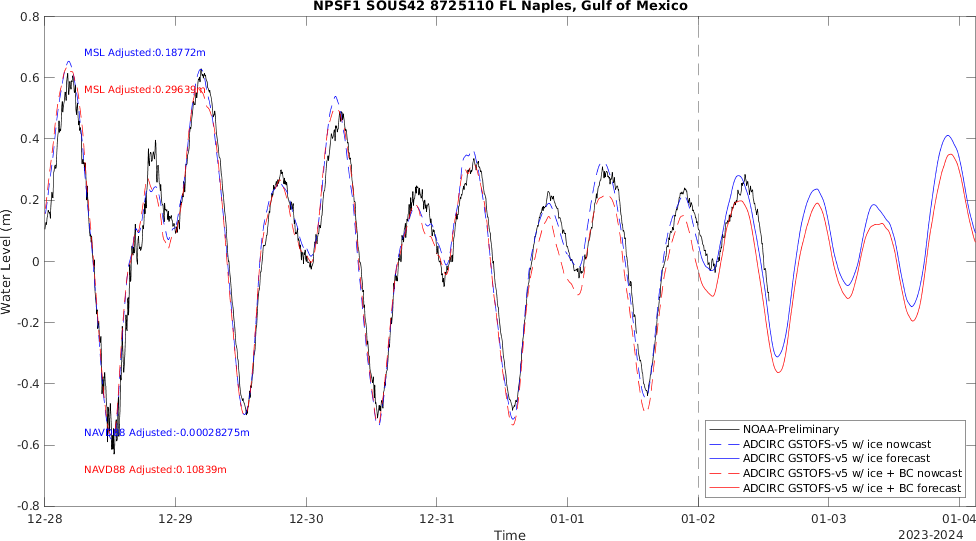 NPSF1 SOUS42 8725110 FL Naples, Gulf of Mexico
0.8
0.6
0.4
0.2
0
-0.2
-0.4
-0.6
-0.8
Water Level (m)
MSL Adjusted:0.18772m
MSL Adjusted:0.29639m
NAVD88 Adjusted:-0.00028275m
NAVD88 Adjusted:0.10839m
NOAA-Preliminary
ADCIRC GSTOFS-v5 w/ ice nowcast
ADCIRC GSTOFS-v5 w/ ice forecast
ADCIRC GSTOFS-v5 w/ ice + BC nowcast
ADCIRC GSTOFS-v5 w/ ice + BC forecast
12-28 12-29 12-30 12-31 01-01 01-02 01-03 01-04
Time
2023-2024